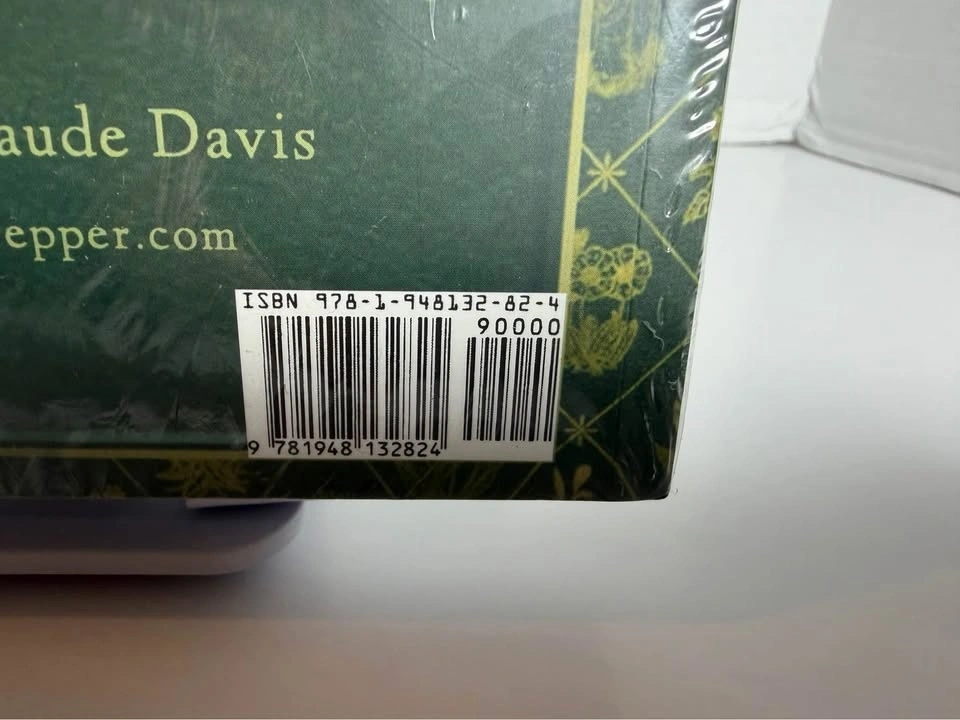 aude Davis
epper.com
ISBN 978-1-948132-82-4
90000
9 781948 132824